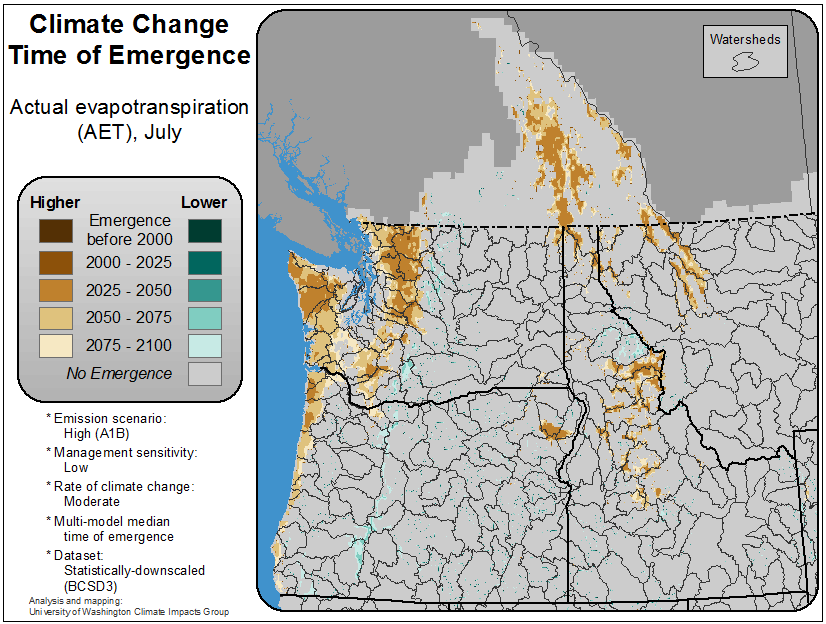 Climate Change
Time of Emergence
Actual evapotranspiration
(AET), July
Higher
Lower
Emergence
before 2000
2000 - 2025
2025 - 2050
2050 - 2075
2075 - 2100
No Emergence
* Emission scenario:
High (A1B)
* Management sensitivity:
Low
* Rate of climate change:
Moderate
* Multi-model median
time of emergence
* Dataset:
Statistically-downscaled
(BCSD3)
Analysis and mapping:
University of Washington Climate Impacts Group
Watersheds